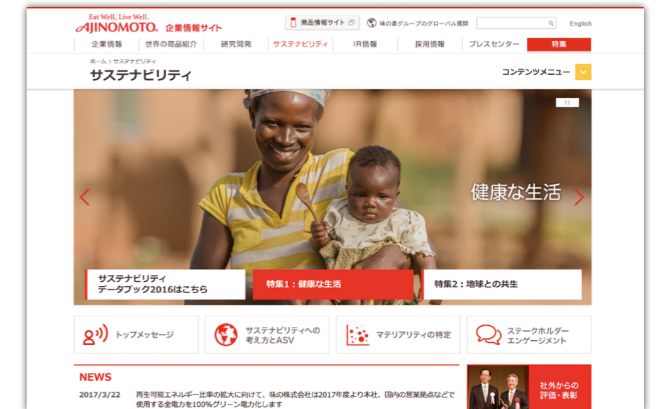 Eat Well, Live Well.
AJINOMOTO. 企業情報サイト
商品情報サイト
味の素グループのグローバル展開
English
企業情報 世界の商品紹介 研究開発 サステナビリティ IR情報 採用情報 プレスセンター 特集
ホーム > サステナビリティ
サステナビリティ
コンテンツメニュー
健康な生活
サステナビリティ
データブック2016はこちら
特集1：健康な生活
特集2：地球との共生
トップメッセージ
サステナビリティへの
考え方とASV
マテリアリティの特定
ステークホルダー
エンゲージメント
NEWS
2017/3/22 再生可能エネルギー比率の拡大に向けて、味の株式会社は2017年度より本社、国内の営業拠点などで
使用する全電力を100%グリーン電力化します
社外からの
評価・表彰